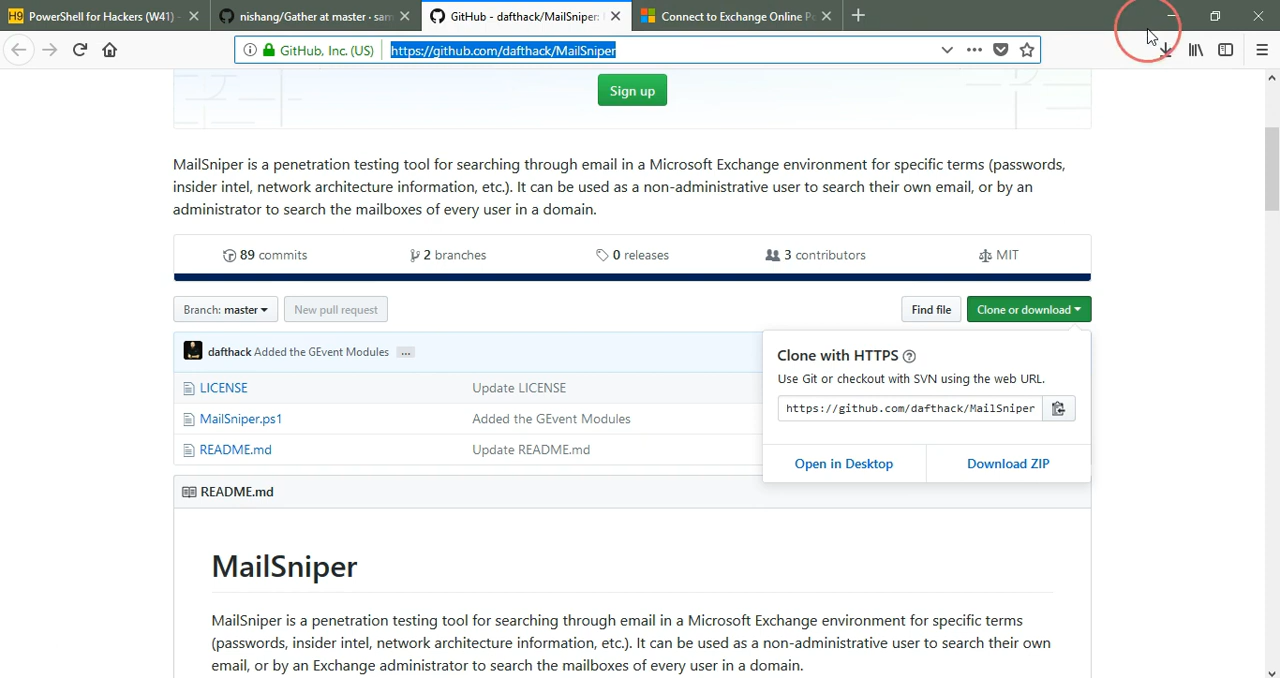 PowerShell for Hackers (W41) -
nishang/Gather at master · sam
GitHub - dafthack/MailSniper:
Connect to Exchange Online P
GitHub, Inc. (US)
https://github.com/dafthack/MailSniper
Sign up
MailSniper is a penetration testing tool for searching through email in a Microsoft Exchange environment for specific terms (passwords,
insider intel, network architecture information, etc.). It can be used as a non-administrative user to search their own email, or by an
administrator to search the mailboxes of every user in a domain.
89 commits
2 branches
0 releases
3 contributors
MIT
Branch: master
New pull request
Find file
Clone or download
dafthack Added the GEvent Modules ...
Clone with HTTPS
Use Git or checkout with SVN using the web URL.
LICENSE
Update LICENSE
https://github.com/dafthack/MailSniper
MailSniper.ps1
Added the GEvent Modules
README.md
Update README.md
Open in Desktop
Download ZIP
README.md
MailSniper
MailSniper is a penetration testing tool for searching through email in a Microsoft Exchange environment for specific terms
(passwords, insider intel, network architecture information, etc.). It can be used as a non-administrative user to search their own
email, or by an Exchange administrator to search the mailboxes of every user in a domain.